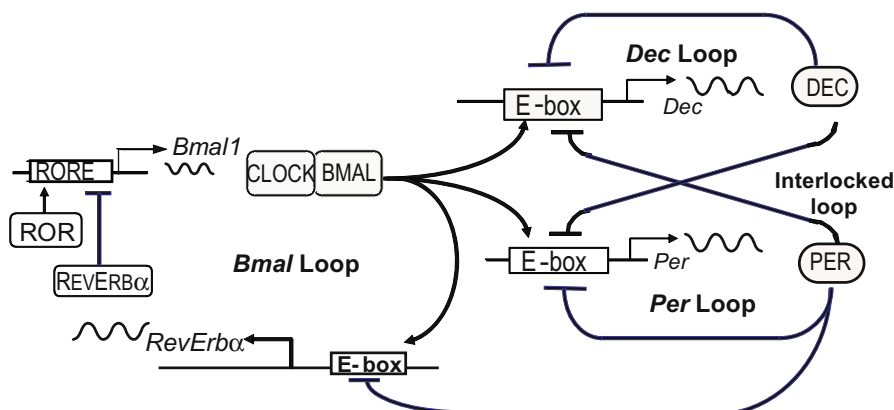 Dec Loop
DEC
E-box
Dec
Bmal1
RORE
CLOCK BMAL
Interlocked
loop
ROR
E-box
Per
PER
REVERBα
Bmal Loop
Per Loop
RevErbα
E-box